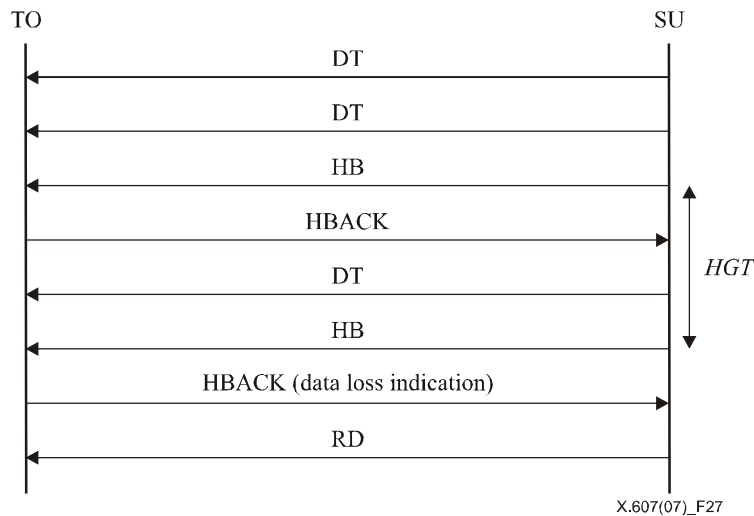 TO
SU
DT
DT
HB
HBACK
DT
HGT
HB
HBACK (data loss indication)
RD
X.607(07)_F27